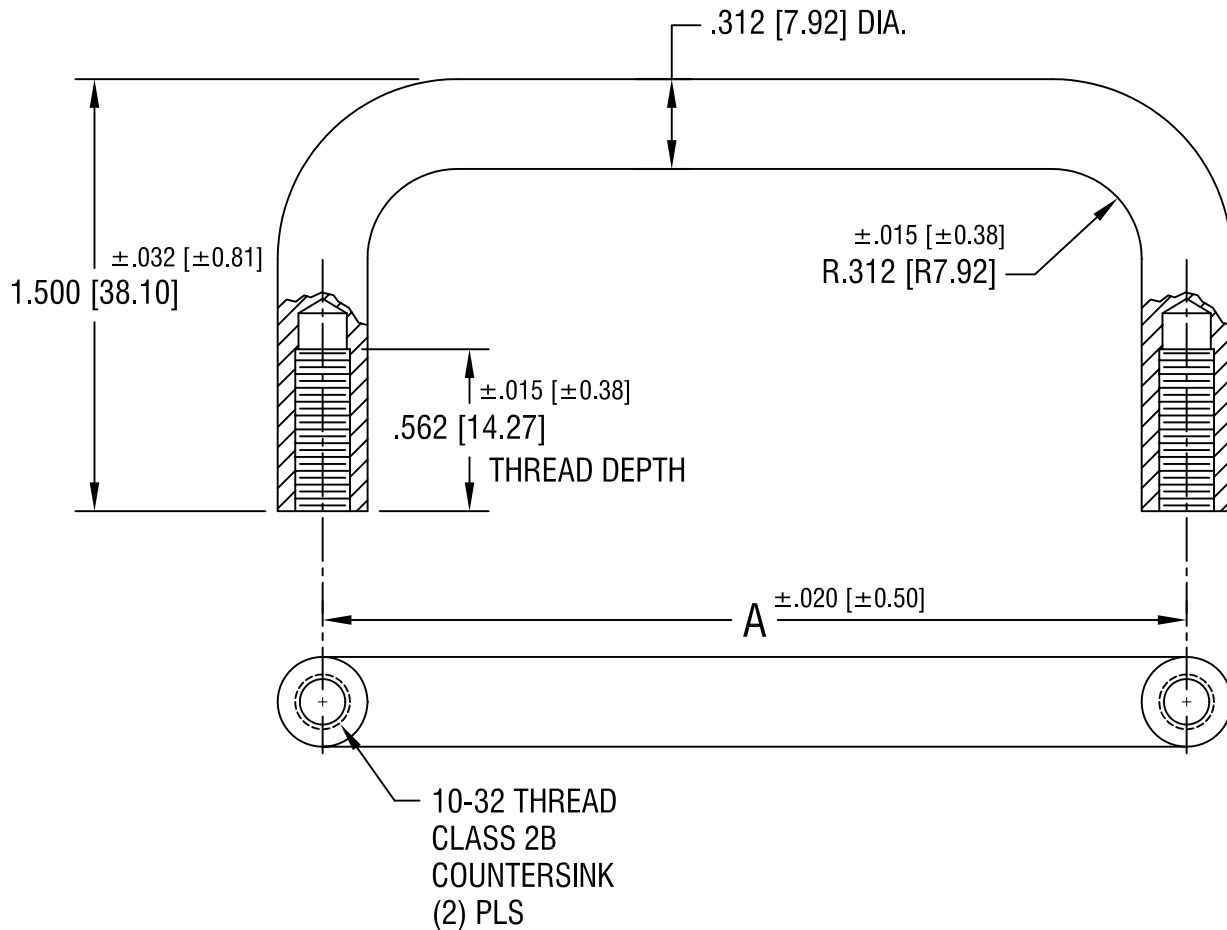 .312 [7.92] DIA.
±.032 [±0.81]
1.500 [38.10]
±.015 [±0.38]
R.312 [R7.92]
±.015 [±0.38]
.562 [14.27]
THREAD DEPTH
A ±.020 [±0.50]
10-32 THREAD
CLASS 2B
COUNTERSINK
(2) PLS